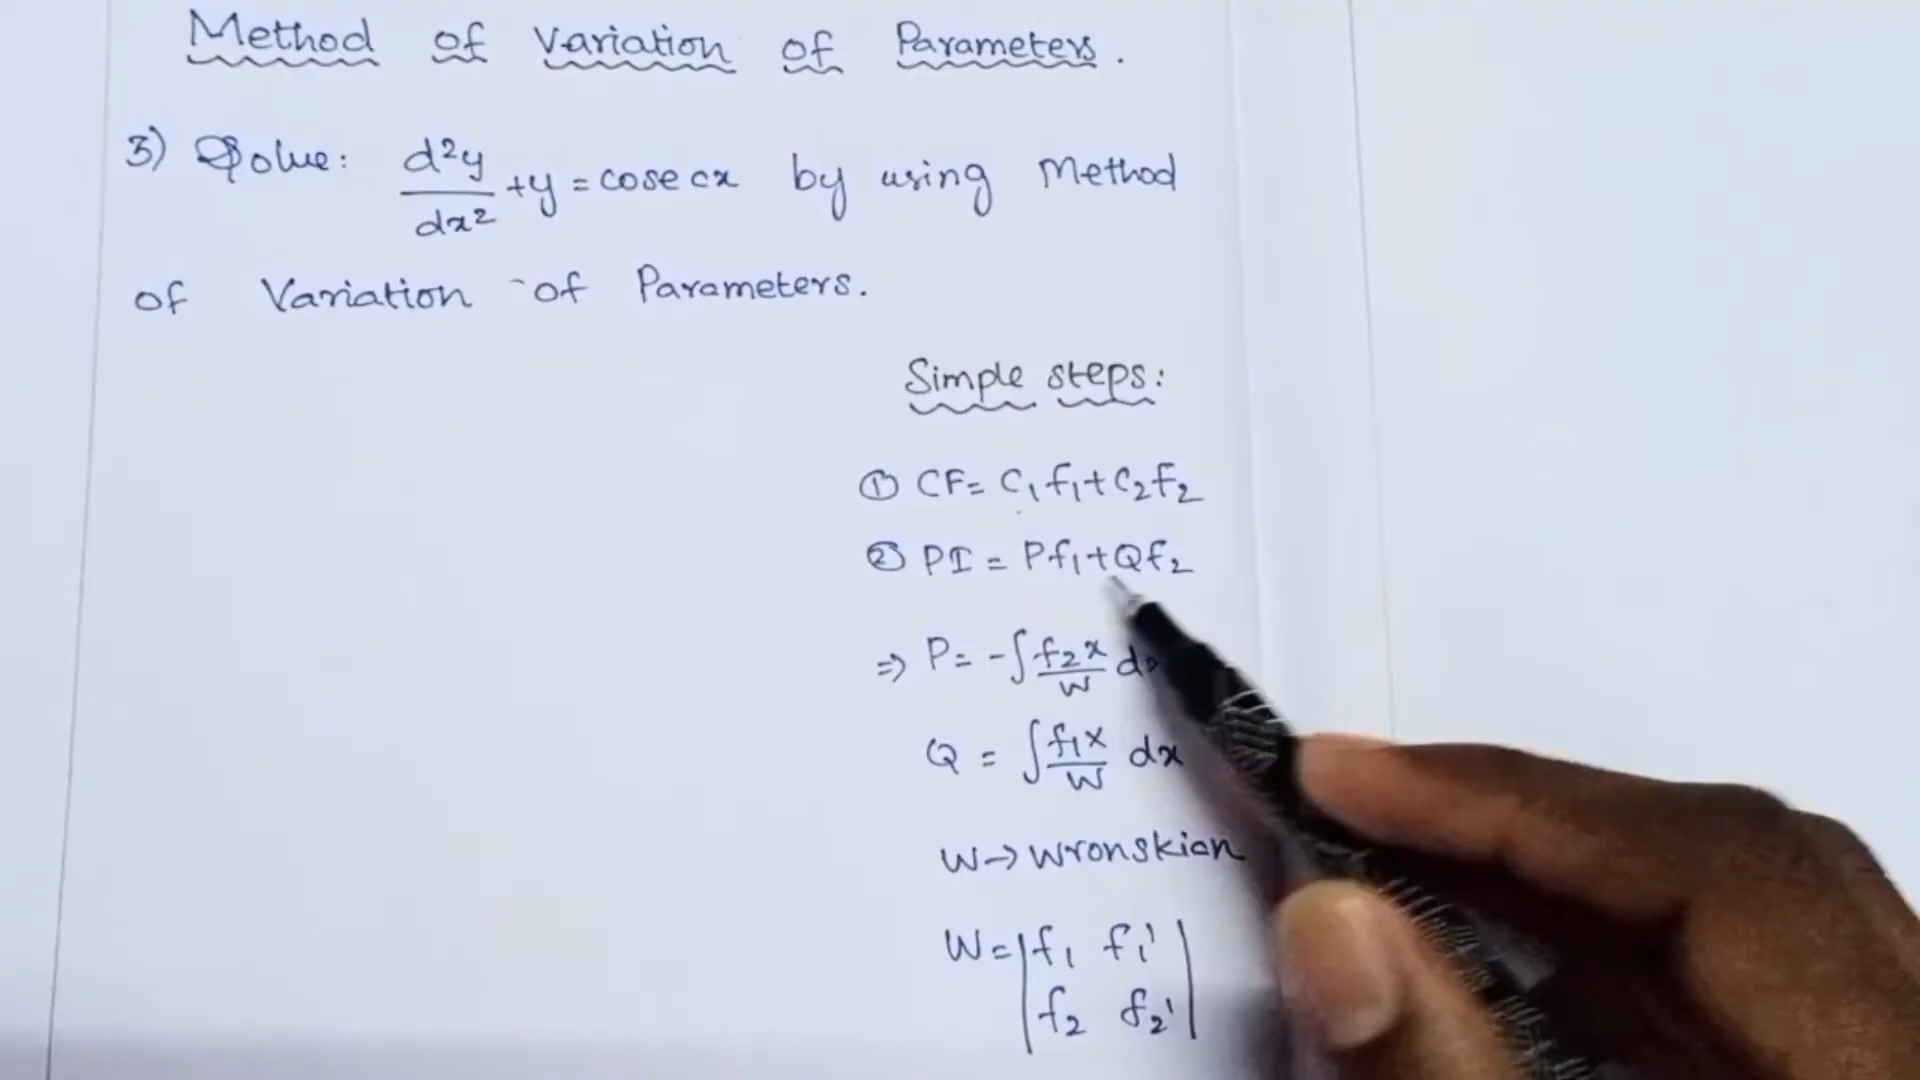 Method of Variation of Parameters.
3) Solve: d²y/dx² + y = cosecx by using Method
of Variation of Parameters.
Simple steps:
① CF = C₁f₁ + C₂f₂
② PI = Pf₁ + Qf₂
⇒ P = -∫ f₂x/W dx
Q = ∫ f₁x/W dx
W → Wronskian
W = | f₁ f₁' |
| f₂ f₂' |